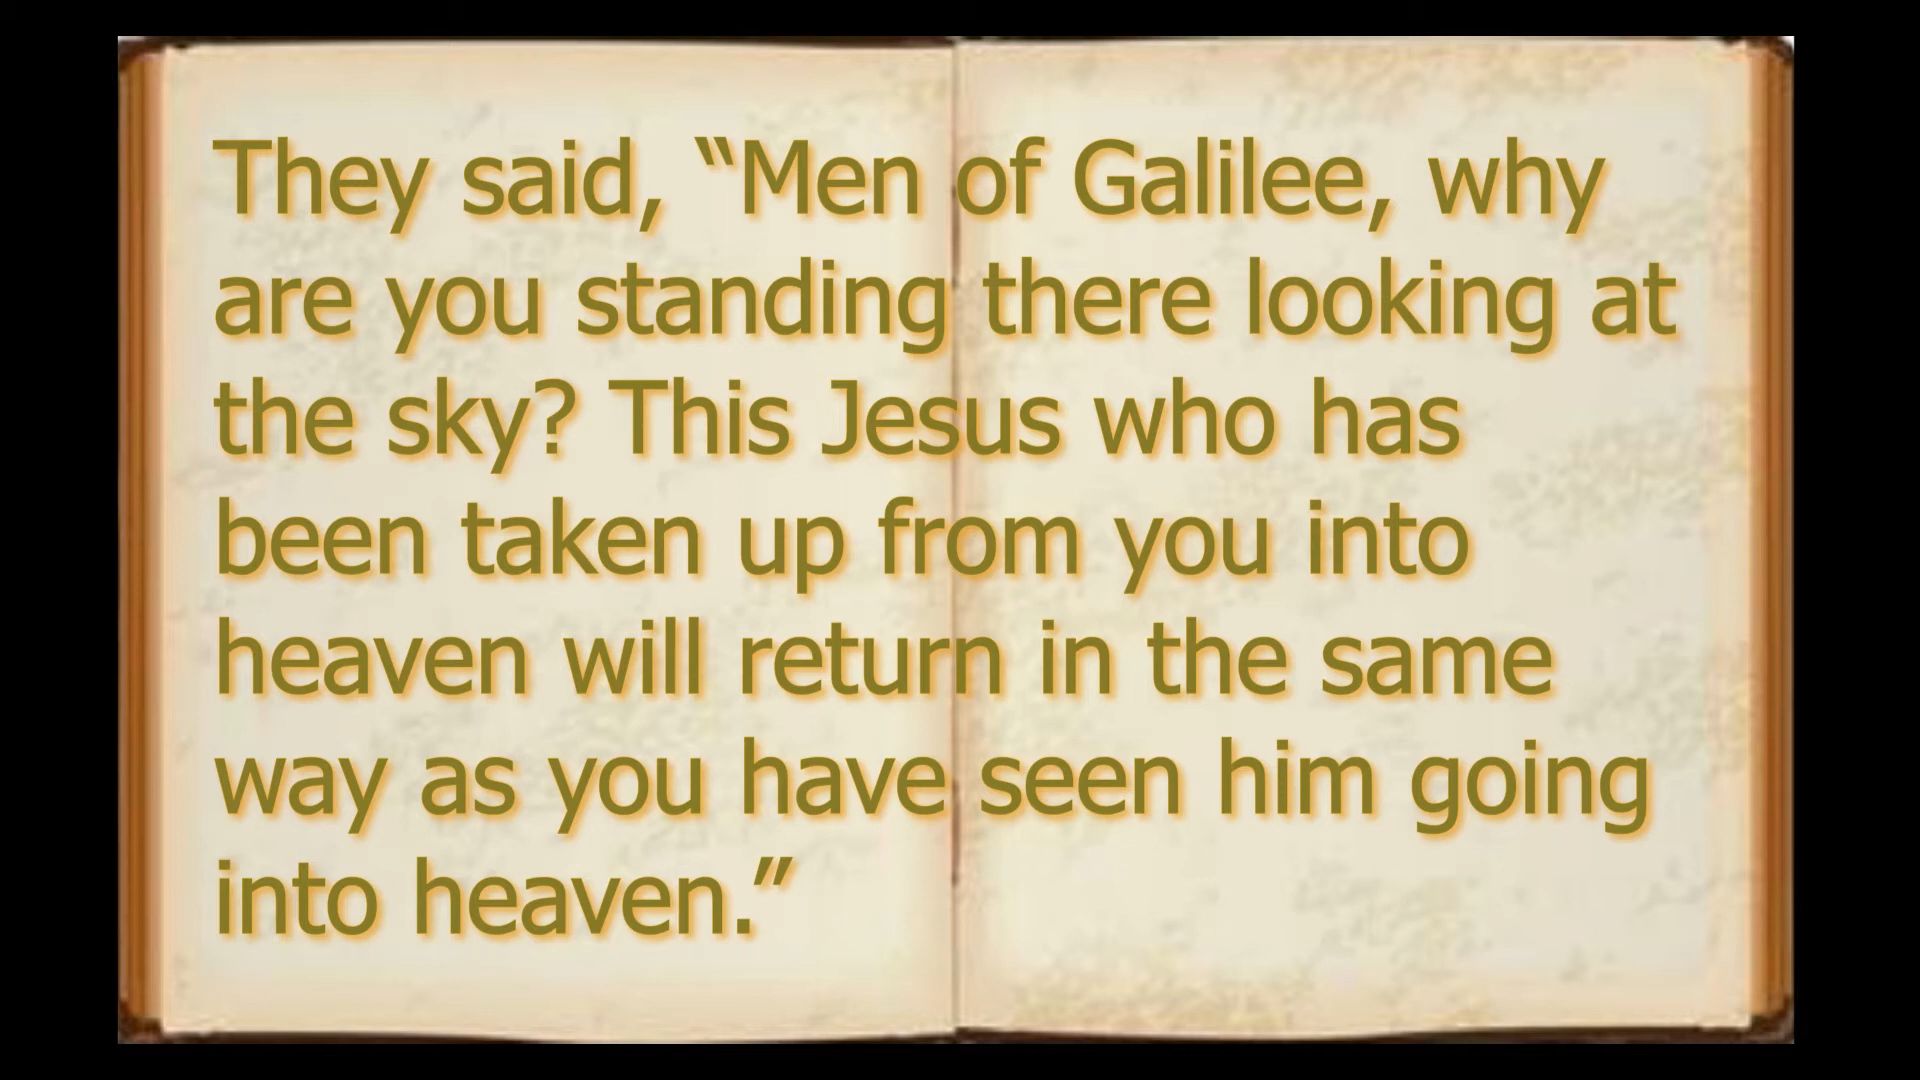 They said, “Men of Galilee, why
are you standing there looking at
the sky? This Jesus who has
been taken up from you into
heaven will return in the same
way as you have seen him going
into heaven.”